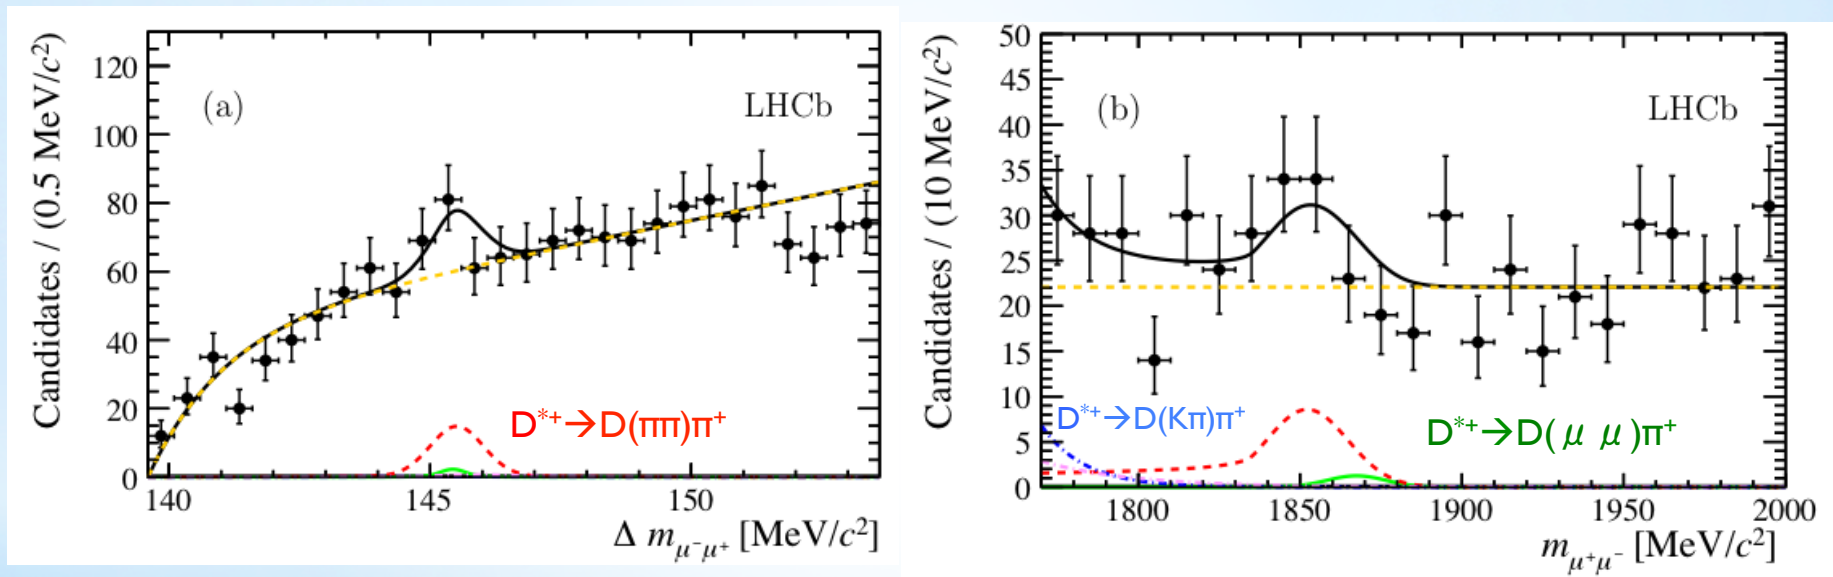 Candidates / (0.5 MeV/c²)
120
100
80
60
40
20
0
(a)
LHCb
D*+→D(ππ)π+
140
145
150
Δ mμ⁻μ⁺ [MeV/c²]
Candidates / (10 MeV/c²)
50
45
40
35
30
25
20
15
10
5
0
(b)
LHCb
D*+→D(Kπ)π+
D*+→D(μ μ)π+
1800
1850
1900
1950
2000
mμ⁺μ⁻ [MeV/c²]